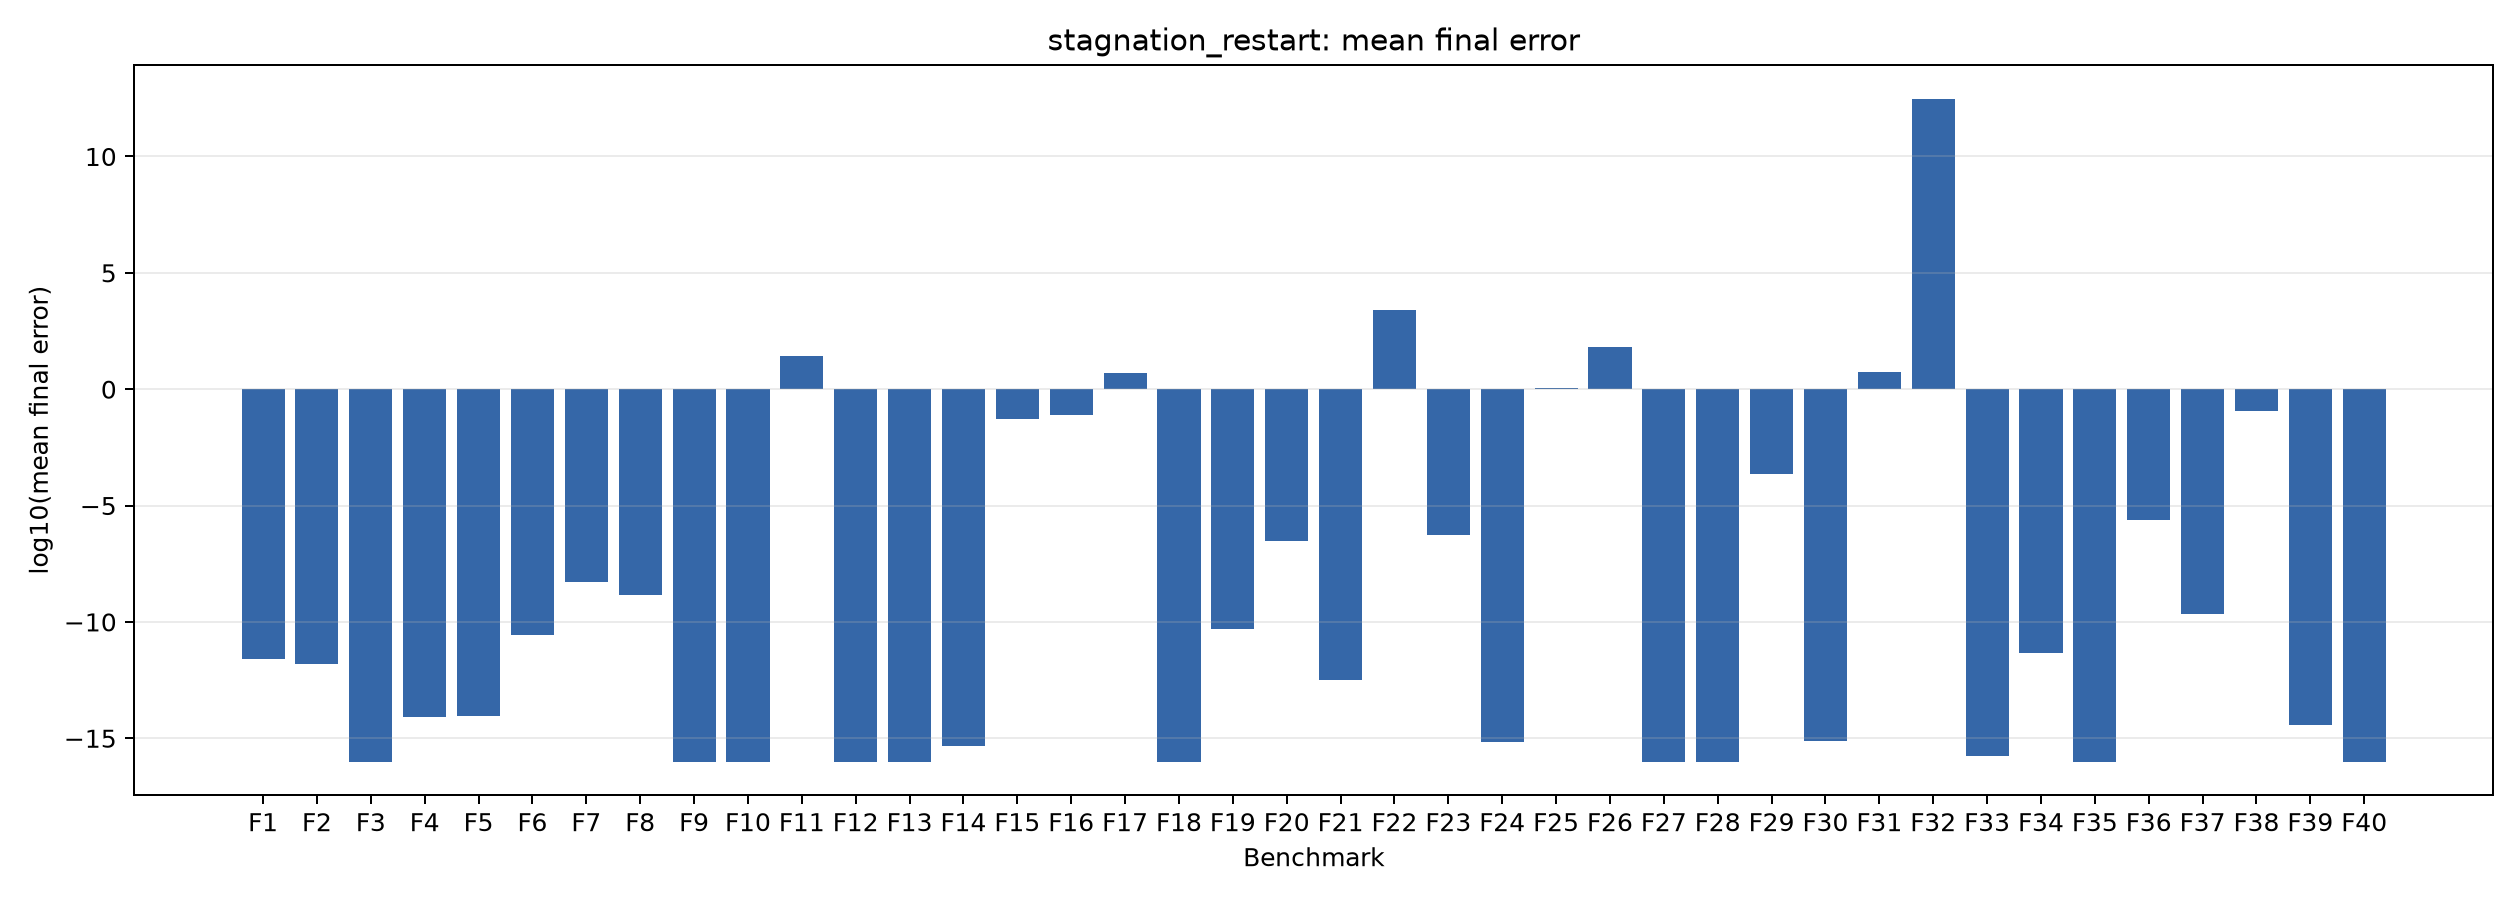 stagnation_restart: mean final error
log10(mean final error)
10
5
0
−5
−10
−15
F1 F2 F3 F4 F5 F6 F7 F8 F9 F10 F11 F12 F13 F14 F15 F16 F17 F18 F19 F20 F21 F22 F23 F24 F25 F26 F27 F28 F29 F30 F31 F32 F33 F34 F35 F36 F37 F38 F39 F40
Benchmark